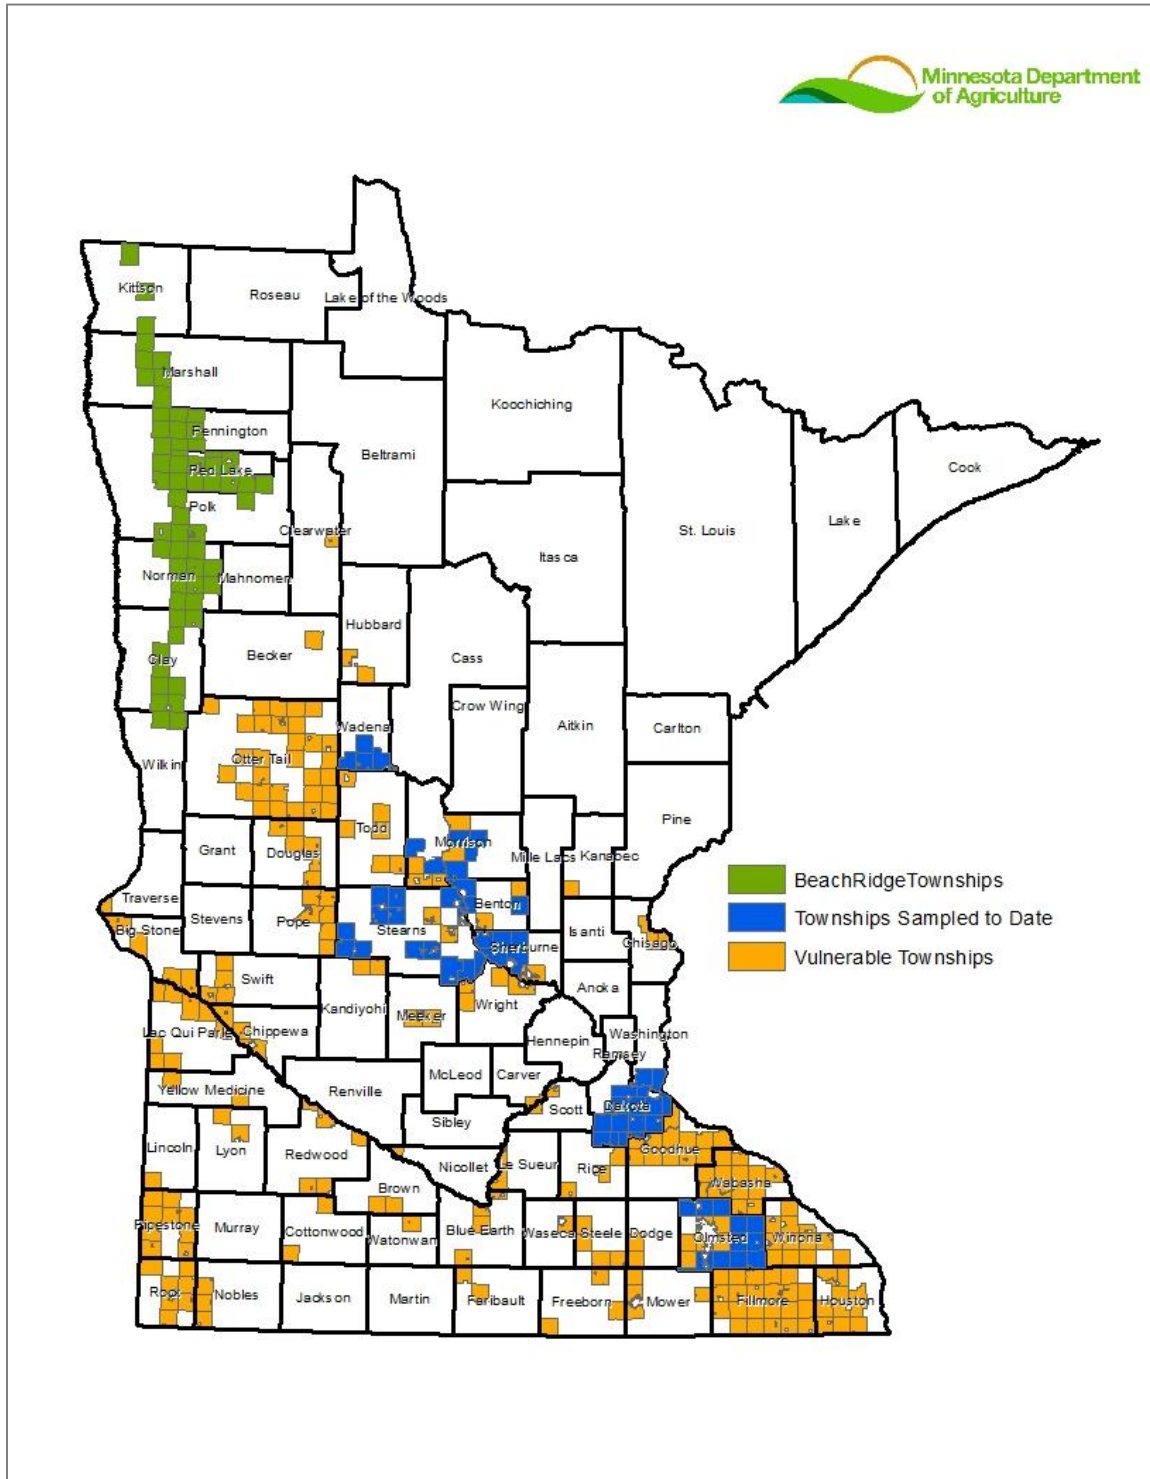 Minnesota Department
of Agriculture
Kittson
Roseau
Lake of the Woods
Marshall
Koochiching
Pennington
Beltrami
Red Lake
Cook
Polk
Clearwater
St. Louis
Lake
Itasca
Norman
Mahnomen
Hubbard
Clay
Becker
Cass
Crow Wing
Wadena
Aitkin
Carlton
Wilkin
Otter Tail
Pine
Todd
Morrison
Grant
Douglas
Mille Lacs
Kanabec
BeachRidgeTownships
Traverse
Benton
Townships Sampled to Date
Stevens
Pope
Big Stone
Stearns
Isanti
Sherburne
Chisago
Vulnerable Townships
Swift
Anoka
Kandiyohi
Wright
Meeker
Lac Qui Parle
Chippewa
Washington
Hennepin
Ramsey
McLeod
Carver
Yellow Medicine
Renville
Scott
Dakota
Sibley
Lincoln
Lyon
Redwood
Goodhue
Nicollet
Le Sueur
Rice
Wabasha
Brown
Pipestone
Murray
Cottonwood
Watonwan
Blue Earth
Waseca
Steele
Dodge
Olmsted
Winona
Rock
Nobles
Jackson
Martin
Faribault
Freeborn
Mower
Fillmore
Houston